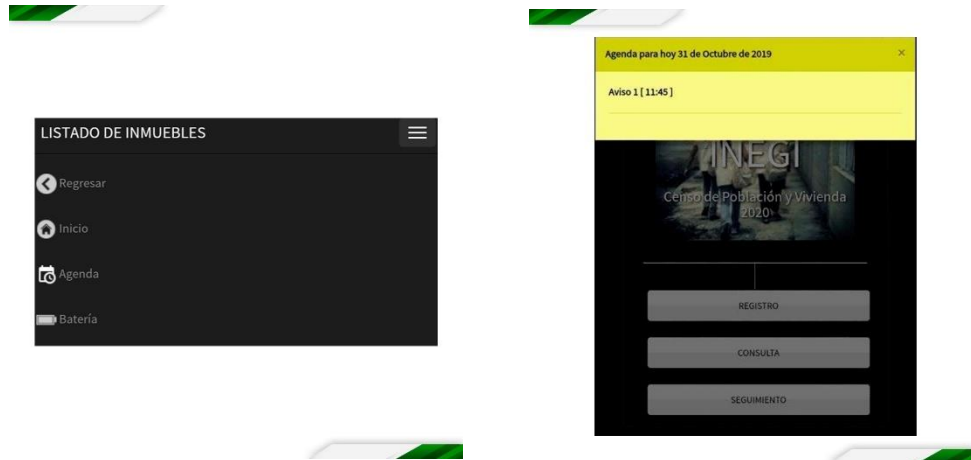 LISTADO DE INMUEBLES
Regresar
Inicio
Agenda
Batería
Agenda para hoy 31 de Octubre de 2019
×
Aviso 1 [ 11:45 ]
INEGI
Censo de Población y Vivienda
2020
REGISTRO
CONSULTA
SEGUIMIENTO